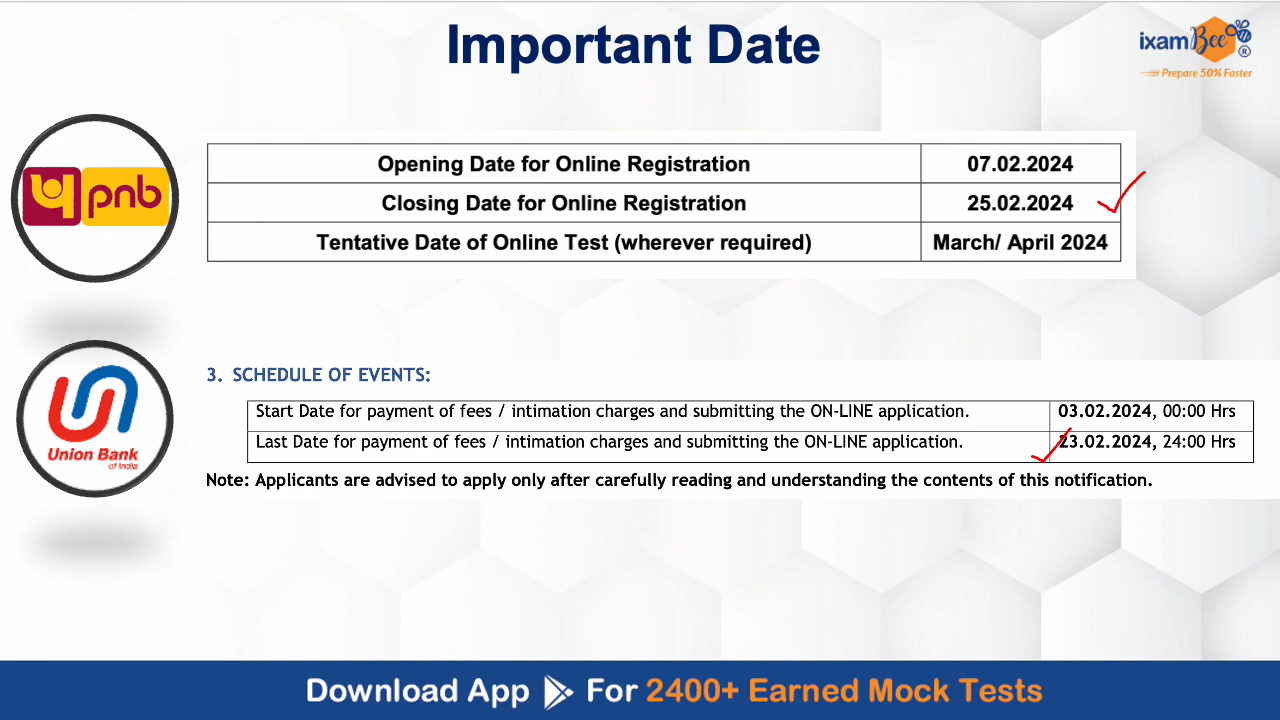 Important Date
ixamBee®
Prepare 50% Faster
पी pnb
Opening Date for Online Registration 07.02.2024
Closing Date for Online Registration 25.02.2024
Tentative Date of Online Test (wherever required) March/ April 2024
Union Bank
of India
3. SCHEDULE OF EVENTS:
Start Date for payment of fees / intimation charges and submitting the ON-LINE application. 03.02.2024, 00:00 Hrs
Last Date for payment of fees / intimation charges and submitting the ON-LINE application. 23.02.2024, 24:00 Hrs
Note: Applicants are advised to apply only after carefully reading and understanding the contents of this notification.
Download App For 2400+ Earned Mock Tests